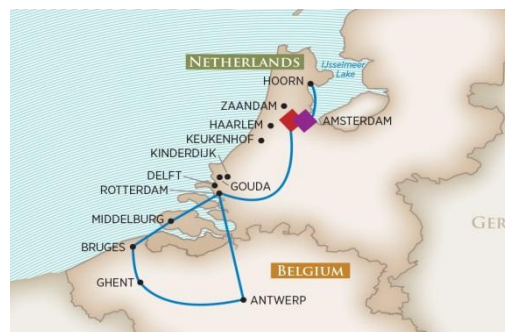 NETHERLANDS
IJsselmeer
Lake
HOORN
ZAANDAM
HAARLEM
AMSTERDAM
KEUKENHOF
KINDERDIJK
DELFT
GOUDA
ROTTERDAM
MIDDELBURG
GER
BRUGES
BELGIUM
GHENT
ANTWERP